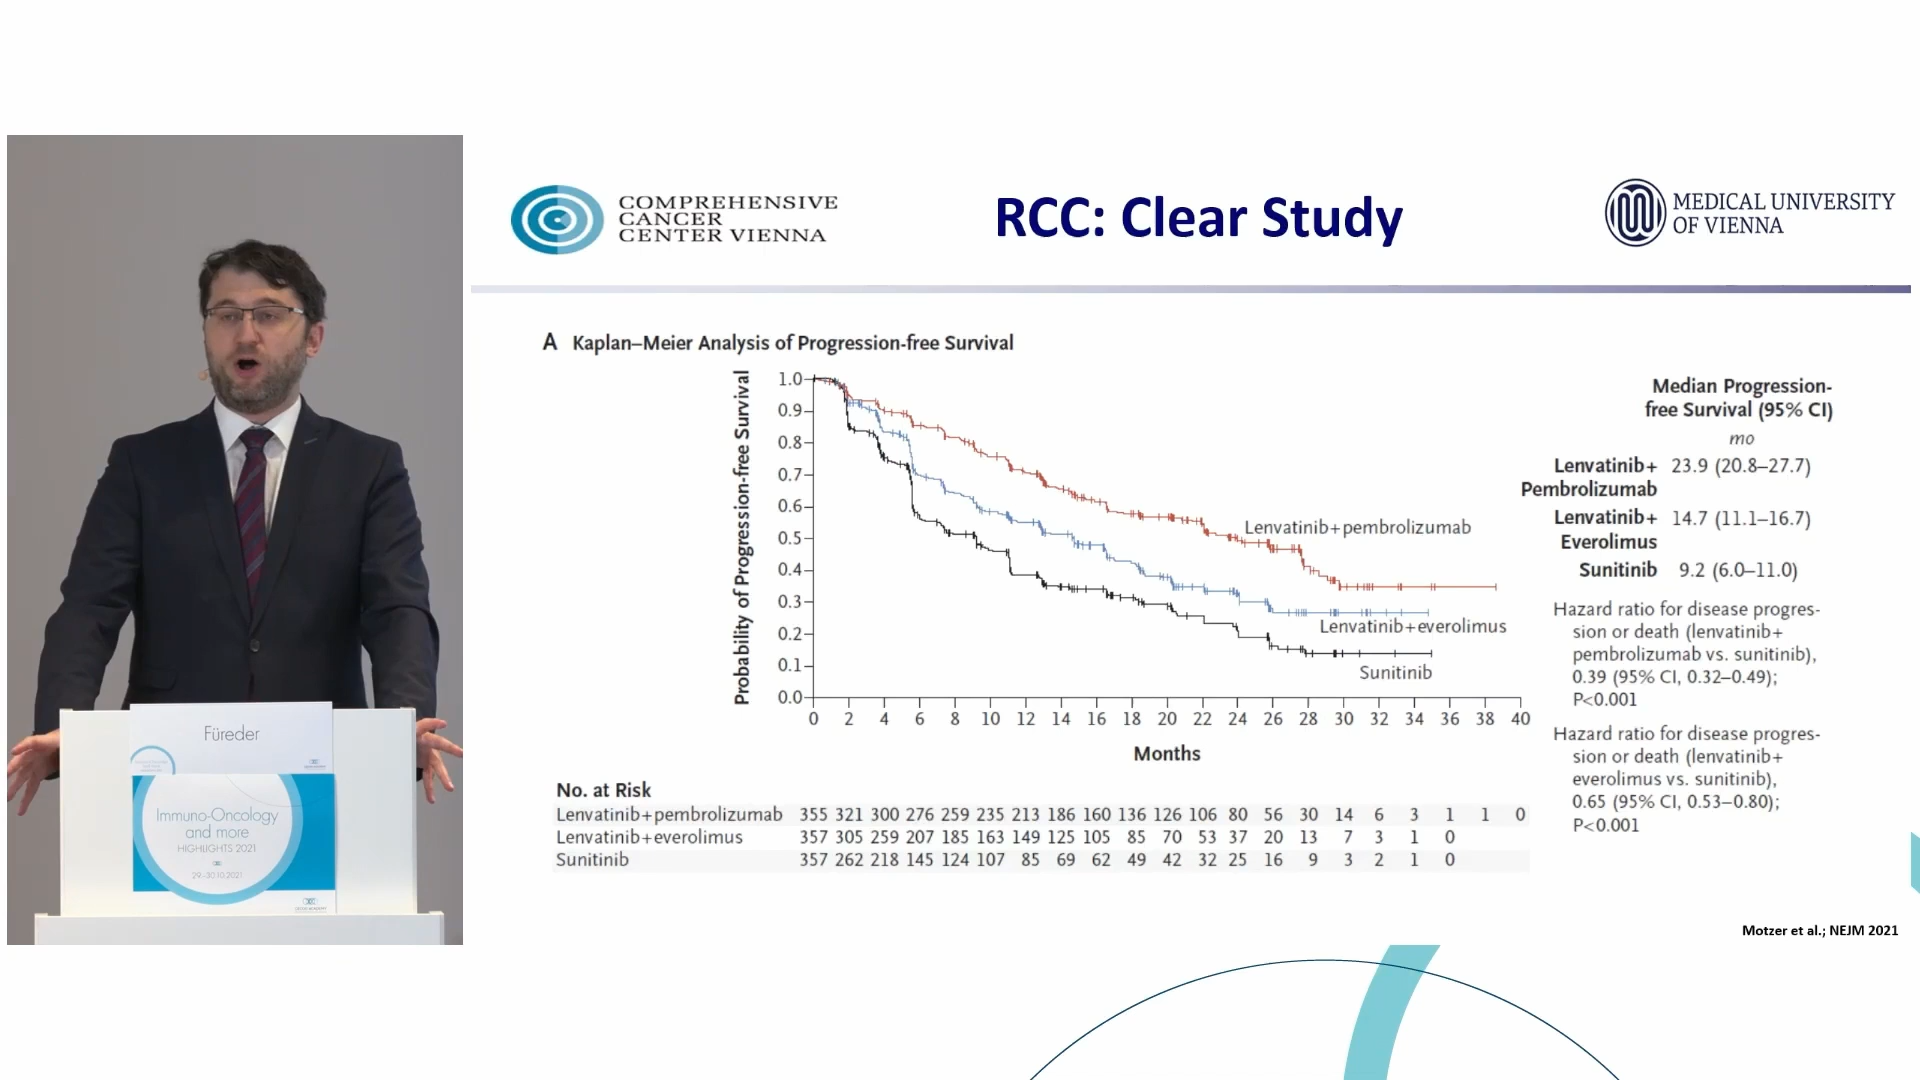 COMPREHENSIVE
CANCER
CENTER VIENNA
RCC: Clear Study
MEDICAL UNIVERSITY
OF VIENNA
A Kaplan–Meier Analysis of Progression-free Survival
Probability of Progression-free Survival
1.0
0.9
0.8
0.7
0.6
0.5
0.4
0.3
0.2
0.1
0.0
Lenvatinib+pembrolizumab
Lenvatinib+everolimus
Sunitinib
0 2 4 6 8 10 12 14 16 18 20 22 24 26 28 30 32 34 36 38 40
Months
Median Progression-
free Survival (95% CI)
mo
Lenvatinib+ 23.9 (20.8–27.7)
Pembrolizumab
Lenvatinib+ 14.7 (11.1–16.7)
Everolimus
Sunitinib 9.2 (6.0–11.0)
Hazard ratio for disease progres-
sion or death (lenvatinib+
pembrolizumab vs. sunitinib),
0.39 (95% CI, 0.32–0.49);
P<0.001
Hazard ratio for disease progres-
sion or death (lenvatinib+
everolimus vs. sunitinib),
0.65 (95% CI, 0.53–0.80);
P<0.001
No. at Risk
Lenvatinib+pembrolizumab 355 321 300 276 259 235 213 186 160 136 126 106 80 56 30 14 6 3 1 1 0
Lenvatinib+everolimus 357 305 259 207 185 163 149 125 105 85 70 53 37 20 13 7 3 1 0
Sunitinib 357 262 218 145 124 107 85 69 62 49 42 32 25 16 9 3 2 1 0
Motzer et al.; NEJM 2021
Füreder
Immuno-Oncology
and more
HIGHLIGHTS 2021
29.-30.10.2021